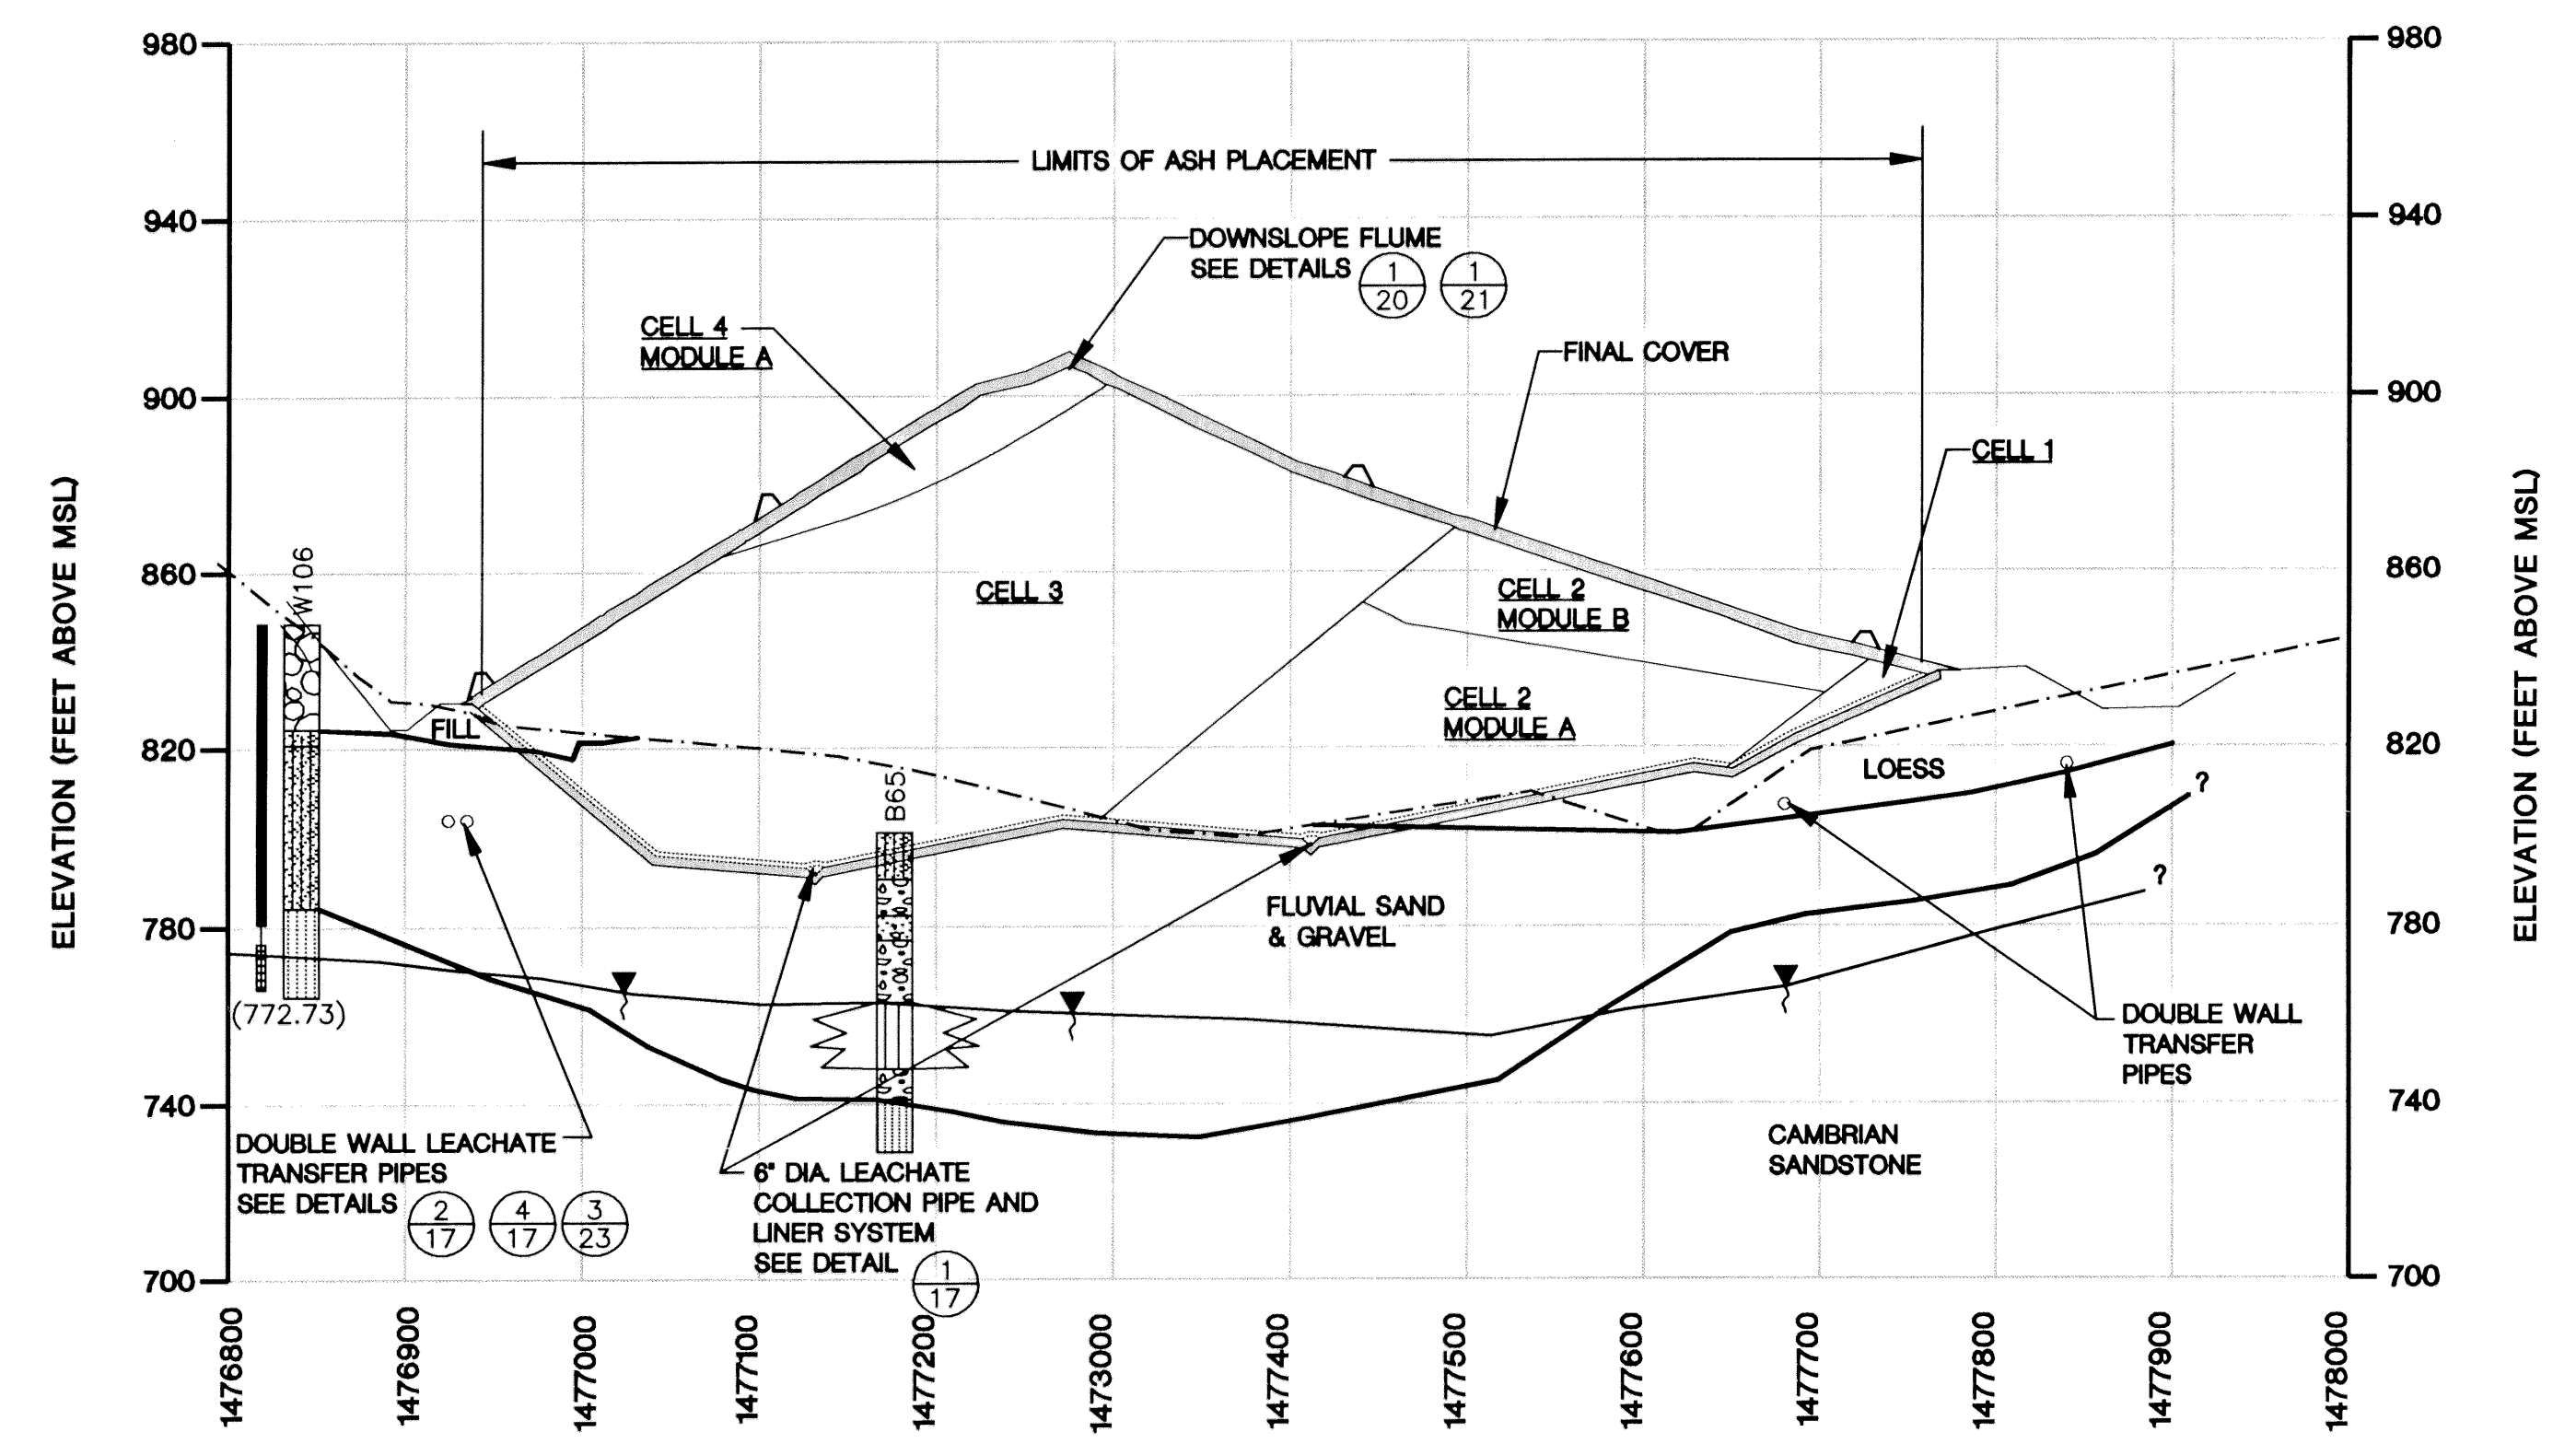 980
980
LIMITS OF ASH PLACEMENT
940
940
DOWNSLOPE FLUME
SEE DETAILS
1
20
1
21
CELL 4
MODULE A
FINAL COVER
900
900
CELL 1
ELEVATION (FEET ABOVE MSL)
ELEVATION (FEET ABOVE MSL)
W106
860
860
CELL 3
CELL 2
MODULE B
CELL 2
MODULE A
FILL
820
820
LOESS
B65
?
?
FLUVIAL SAND
& GRAVEL
780
780
(772.73)
DOUBLE WALL
TRANSFER
PIPES
740
740
DOUBLE WALL LEACHATE
TRANSFER PIPES
SEE DETAILS
2
17
4
17
3
23
6" DIA. LEACHATE
COLLECTION PIPE AND
LINER SYSTEM
SEE DETAIL
1
17
CAMBRIAN
SANDSTONE
700
700
1476800
1476900
1477000
1477100
1477200
1473000
1477400
1477500
1477600
1477700
1477800
1477900
1478000